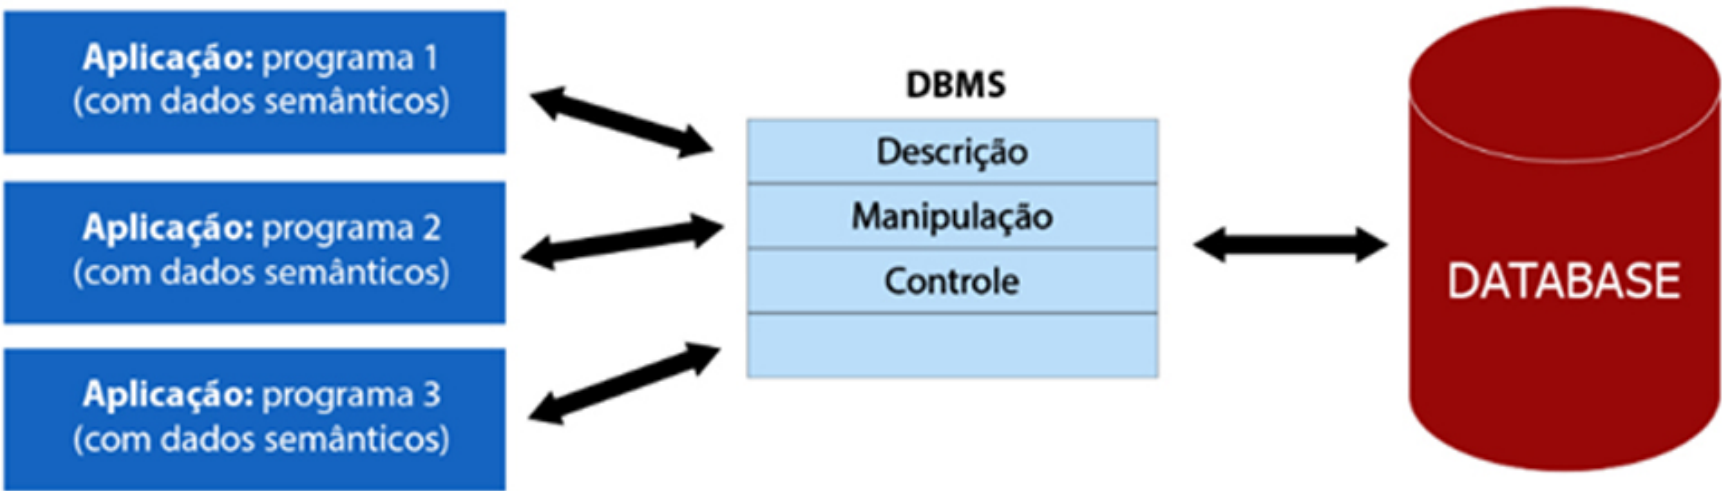 Aplicação: programa 1
(com dados semânticos)
Aplicação: programa 2
(com dados semânticos)
Aplicação: programa 3
(com dados semânticos)
DBMS
Descrição
Manipulação
Controle
DATABASE